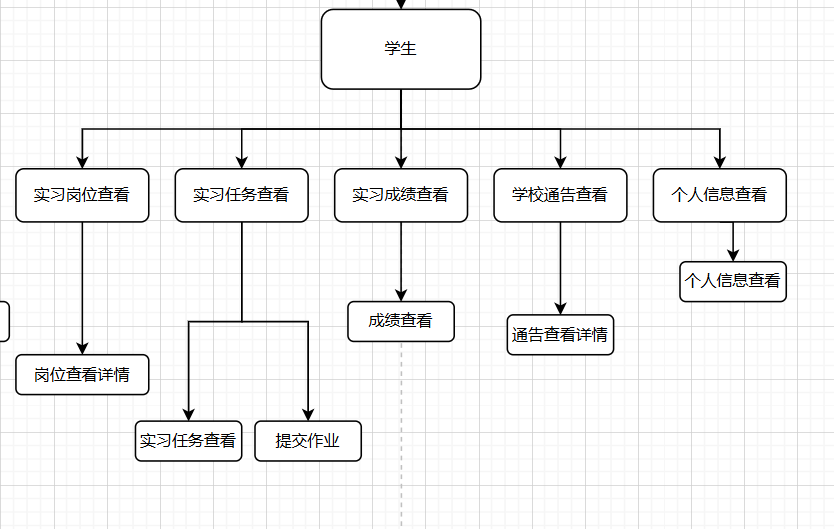 学生
实习岗位查看
实习任务查看
实习成绩查看
学校通告查看
个人信息查看
个人信息查看
成绩查看
通告查看详情
岗位查看详情
实习任务查看
提交作业